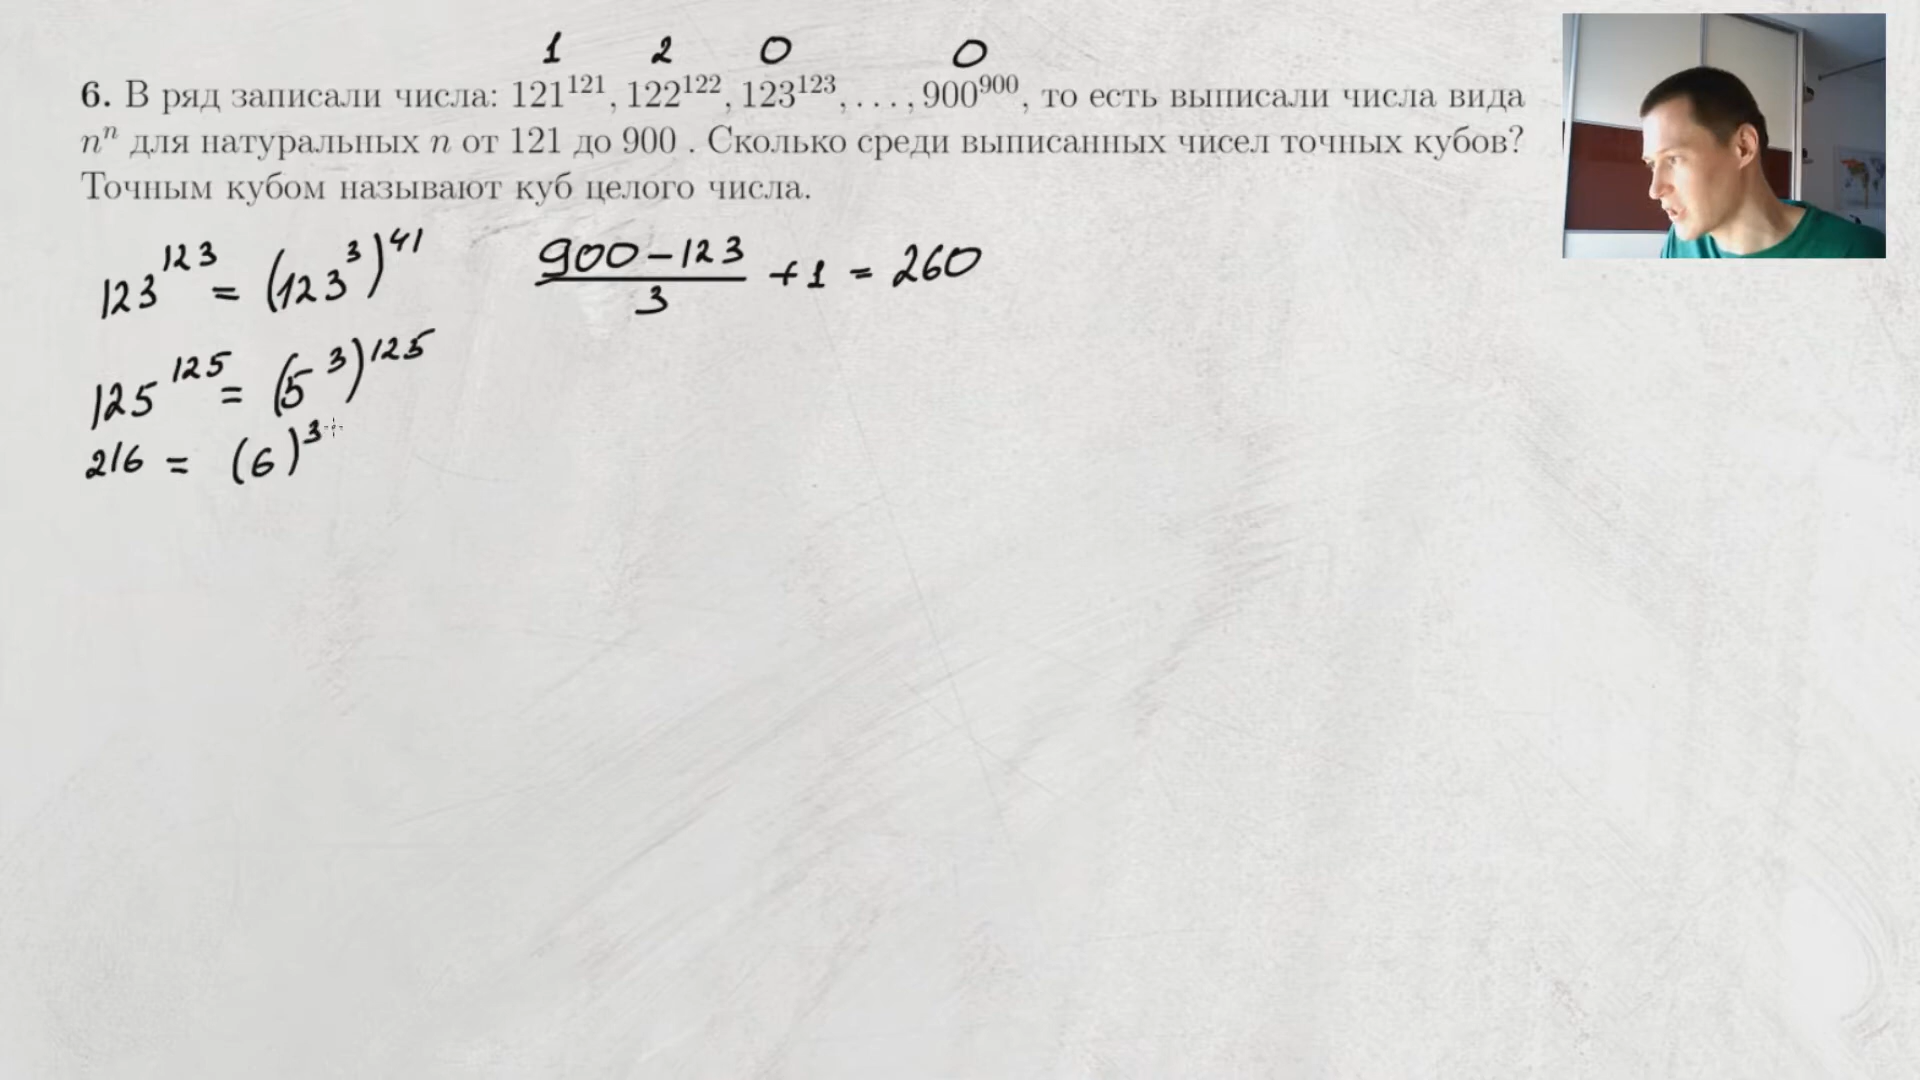 1 2 0 0
6. В ряд записали числа: 121^121, 122^122, 123^123, . . . , 900^900, то есть выписали числа вида
n^n для натуральных n от 121 до 900 . Сколько среди выписанных чисел точных кубов?
Точным кубом называют куб целого числа.
123^123 = (123^3)^41
(900 − 123)/3 + 1 = 260
125^125 = (5^3)^125
216 = (6)^3